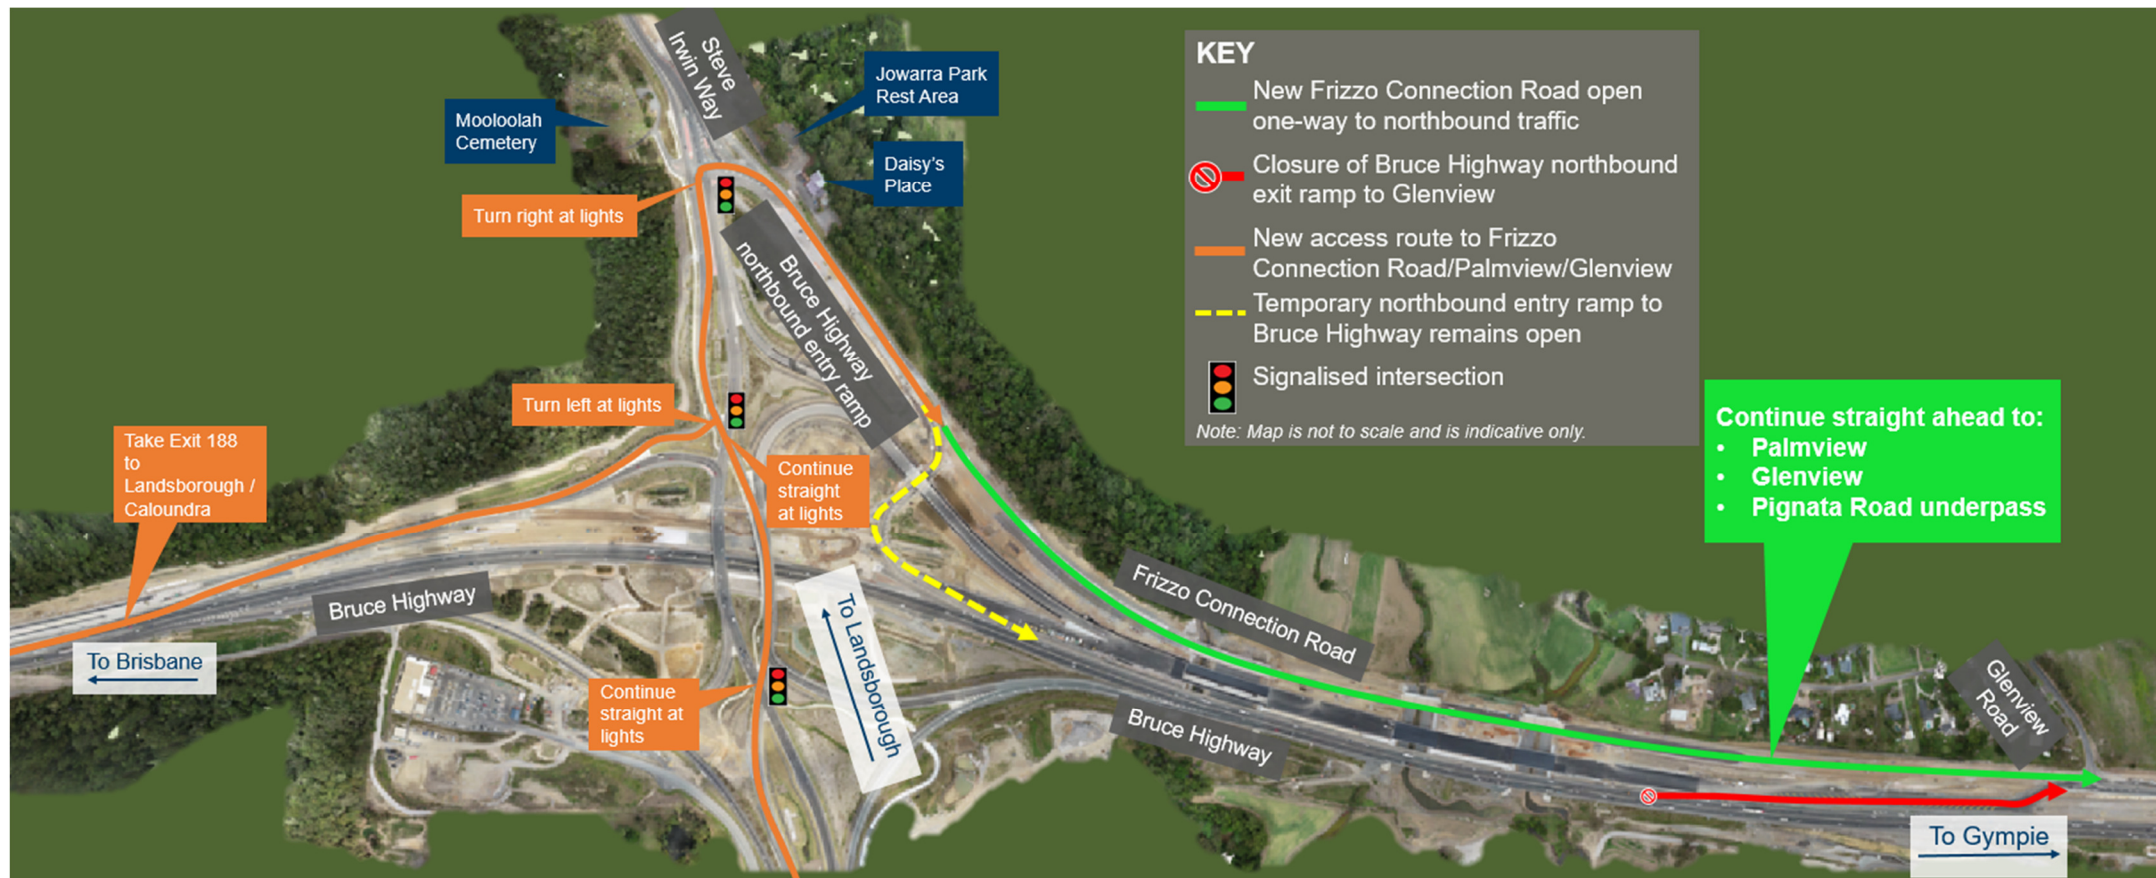 Steve
Irwin Way
Jowarra Park
Rest Area
Mooloolah
Cemetery
Daisy's
Place
Turn right at lights
Bruce Highway
northbound entry ramp
Turn left at lights
Take Exit 188
to
Landsborough /
Caloundra
Continue
straight
at lights
Bruce Highway
To Brisbane
Continue
straight at
lights
To Landsborough
Frizzo Connection Road
Bruce Highway
Glenview
Road
To Gympie
KEY
New Frizzo Connection Road open
one-way to northbound traffic
Closure of Bruce Highway northbound
exit ramp to Glenview
New access route to Frizzo
Connection Road/Palmview/Glenview
Temporary northbound entry ramp to
Bruce Highway remains open
Signalised intersection
Note: Map is not to scale and is indicative only.
Continue straight ahead to:
• Palmview
• Glenview
• Pignata Road underpass